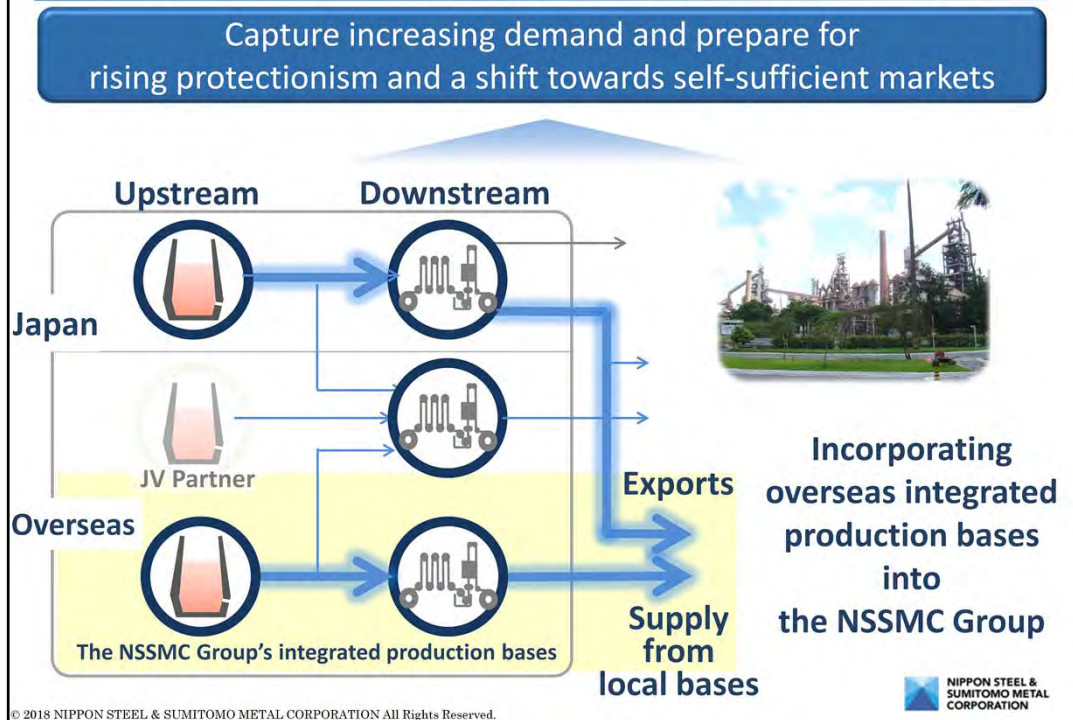 Capture increasing demand and prepare for
rising protectionism and a shift towards self-sufficient markets
Upstream
Downstream
Japan
JV Partner
Overseas
Exports
The NSSMC Group's integrated production bases
Supply
from
local bases
Incorporating
overseas integrated
production bases
into
the NSSMC Group
NIPPON STEEL &
SUMITOMO METAL
CORPORATION
© 2018 NIPPON STEEL & SUMITOMO METAL CORPORATION All Rights Reserved.